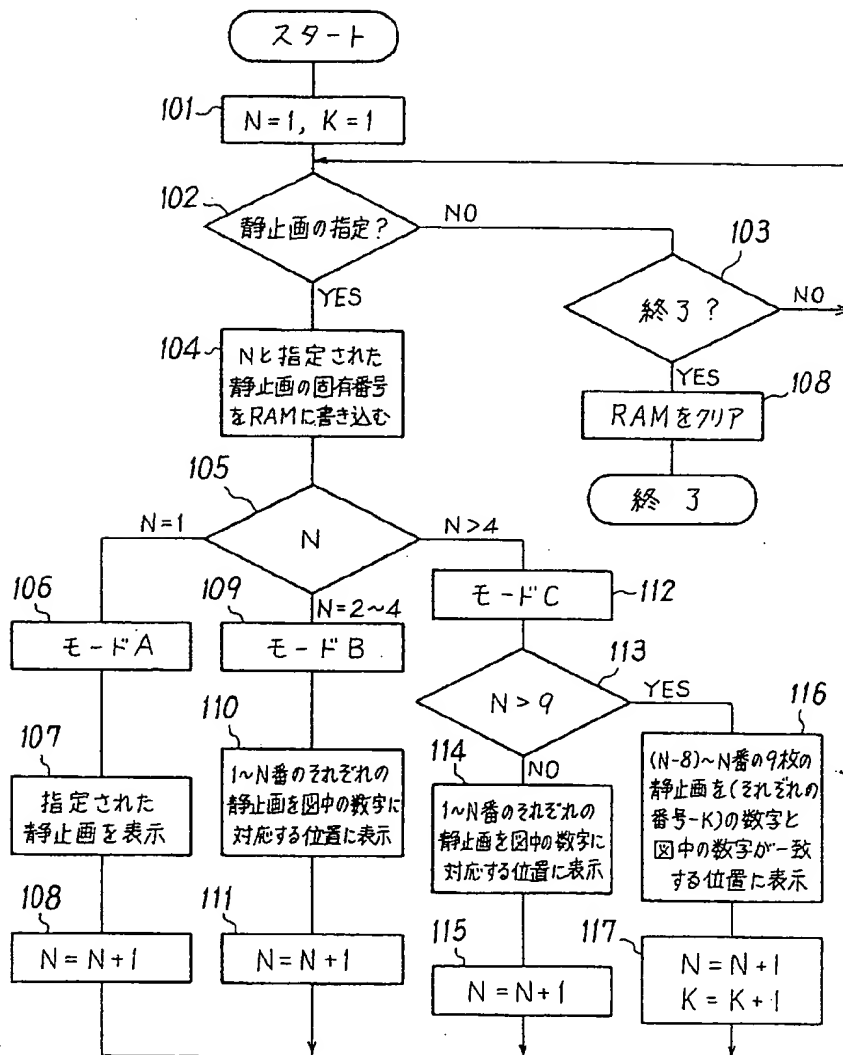 スタート
101
N=1, K=1
102
静止画の指定?
NO
YES
103
終了?
NO
YES
104
Nと指定された
静止画の固有番号
をRAMに書き込む
108
RAMをクリア
終了
105
N
N=1
N=2~4
N>4
106
モードA
109
モードB
モードC
112
113
N>9
YES
NO
107
指定された
静止画を表示
110
1~N番のそれぞれの
静止画を図中の数字に
対応する位置に表示
114
1~N番のそれぞれの
静止画を図中の数字に
対応する位置に表示
116
(N-8)~N番の9枚の
静止画を(それぞれの
番号-K)の数字と
図中の数字が一致
する位置に表示
108
N=N+1
111
N=N+1
115
N=N+1
117
N=N+1
K=K+1